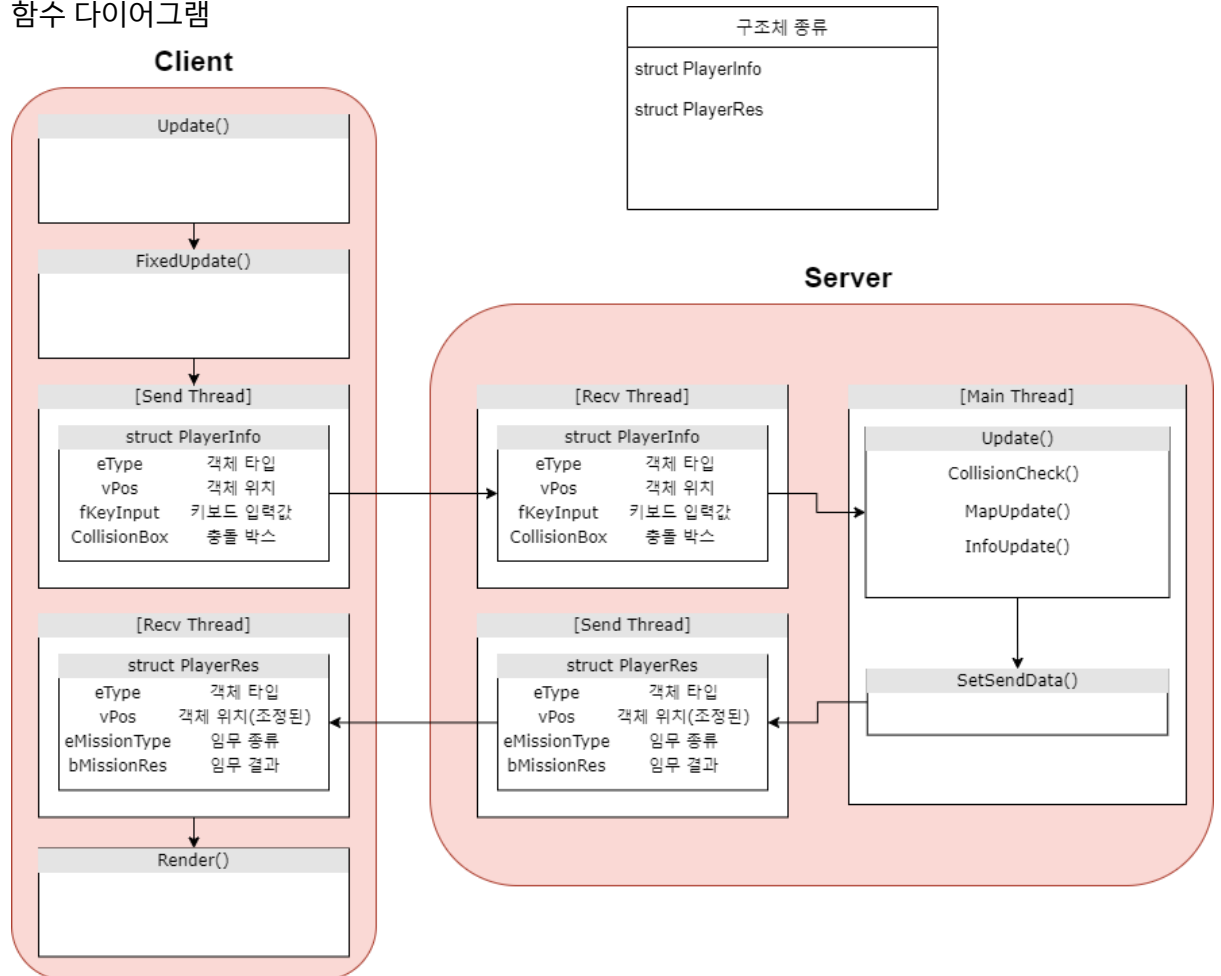 함수 다이어그램
구조체 종류
struct PlayerInfo
struct PlayerRes
Client
Update()
FixedUpdate()
[Send Thread]
struct PlayerInfo
eType 객체 타입
vPos 객체 위치
fKeyInput 키보드 입력값
CollisionBox 충돌 박스
[Recv Thread]
struct PlayerRes
eType 객체 타입
vPos 객체 위치(조정된)
eMissionType 임무 종류
bMissionRes 임무 결과
Render()
Server
[Recv Thread]
struct PlayerInfo
eType 객체 타입
vPos 객체 위치
fKeyInput 키보드 입력값
CollisionBox 충돌 박스
[Send Thread]
struct PlayerRes
eType 객체 타입
vPos 객체 위치(조정된)
eMissionType 임무 종류
bMissionRes 임무 결과
[Main Thread]
Update()
CollisionCheck()
MapUpdate()
InfoUpdate()
SetSendData()